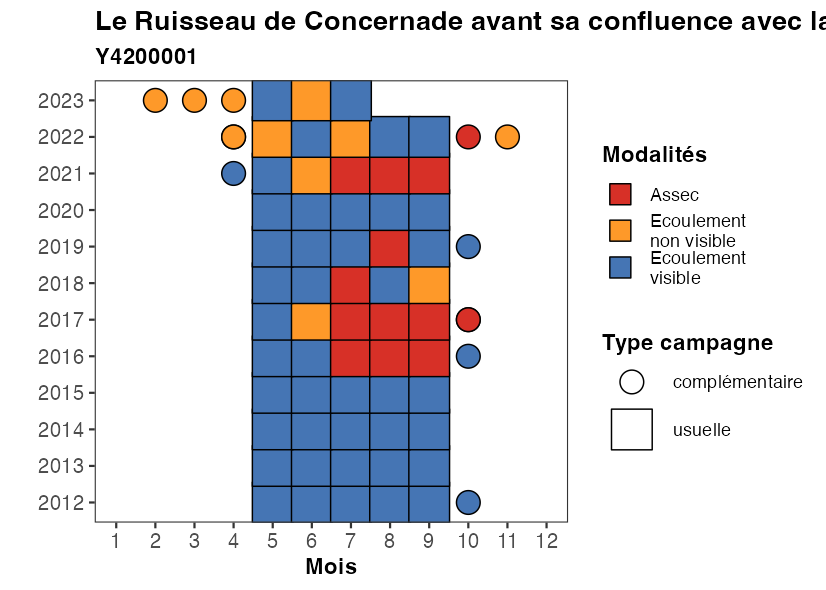 Le Ruisseau de Concernade avant sa confluence avec la
Y4200001
2023
2022
2021
2020
2019
2018
2017
2016
2015
2014
2013
2012
1 2 3 4 5 6 7 8 9 10 11 12
Mois
Modalités
Assec
Ecoulement
non visible
Ecoulement
visible
Type campagne
complémentaire
usuelle